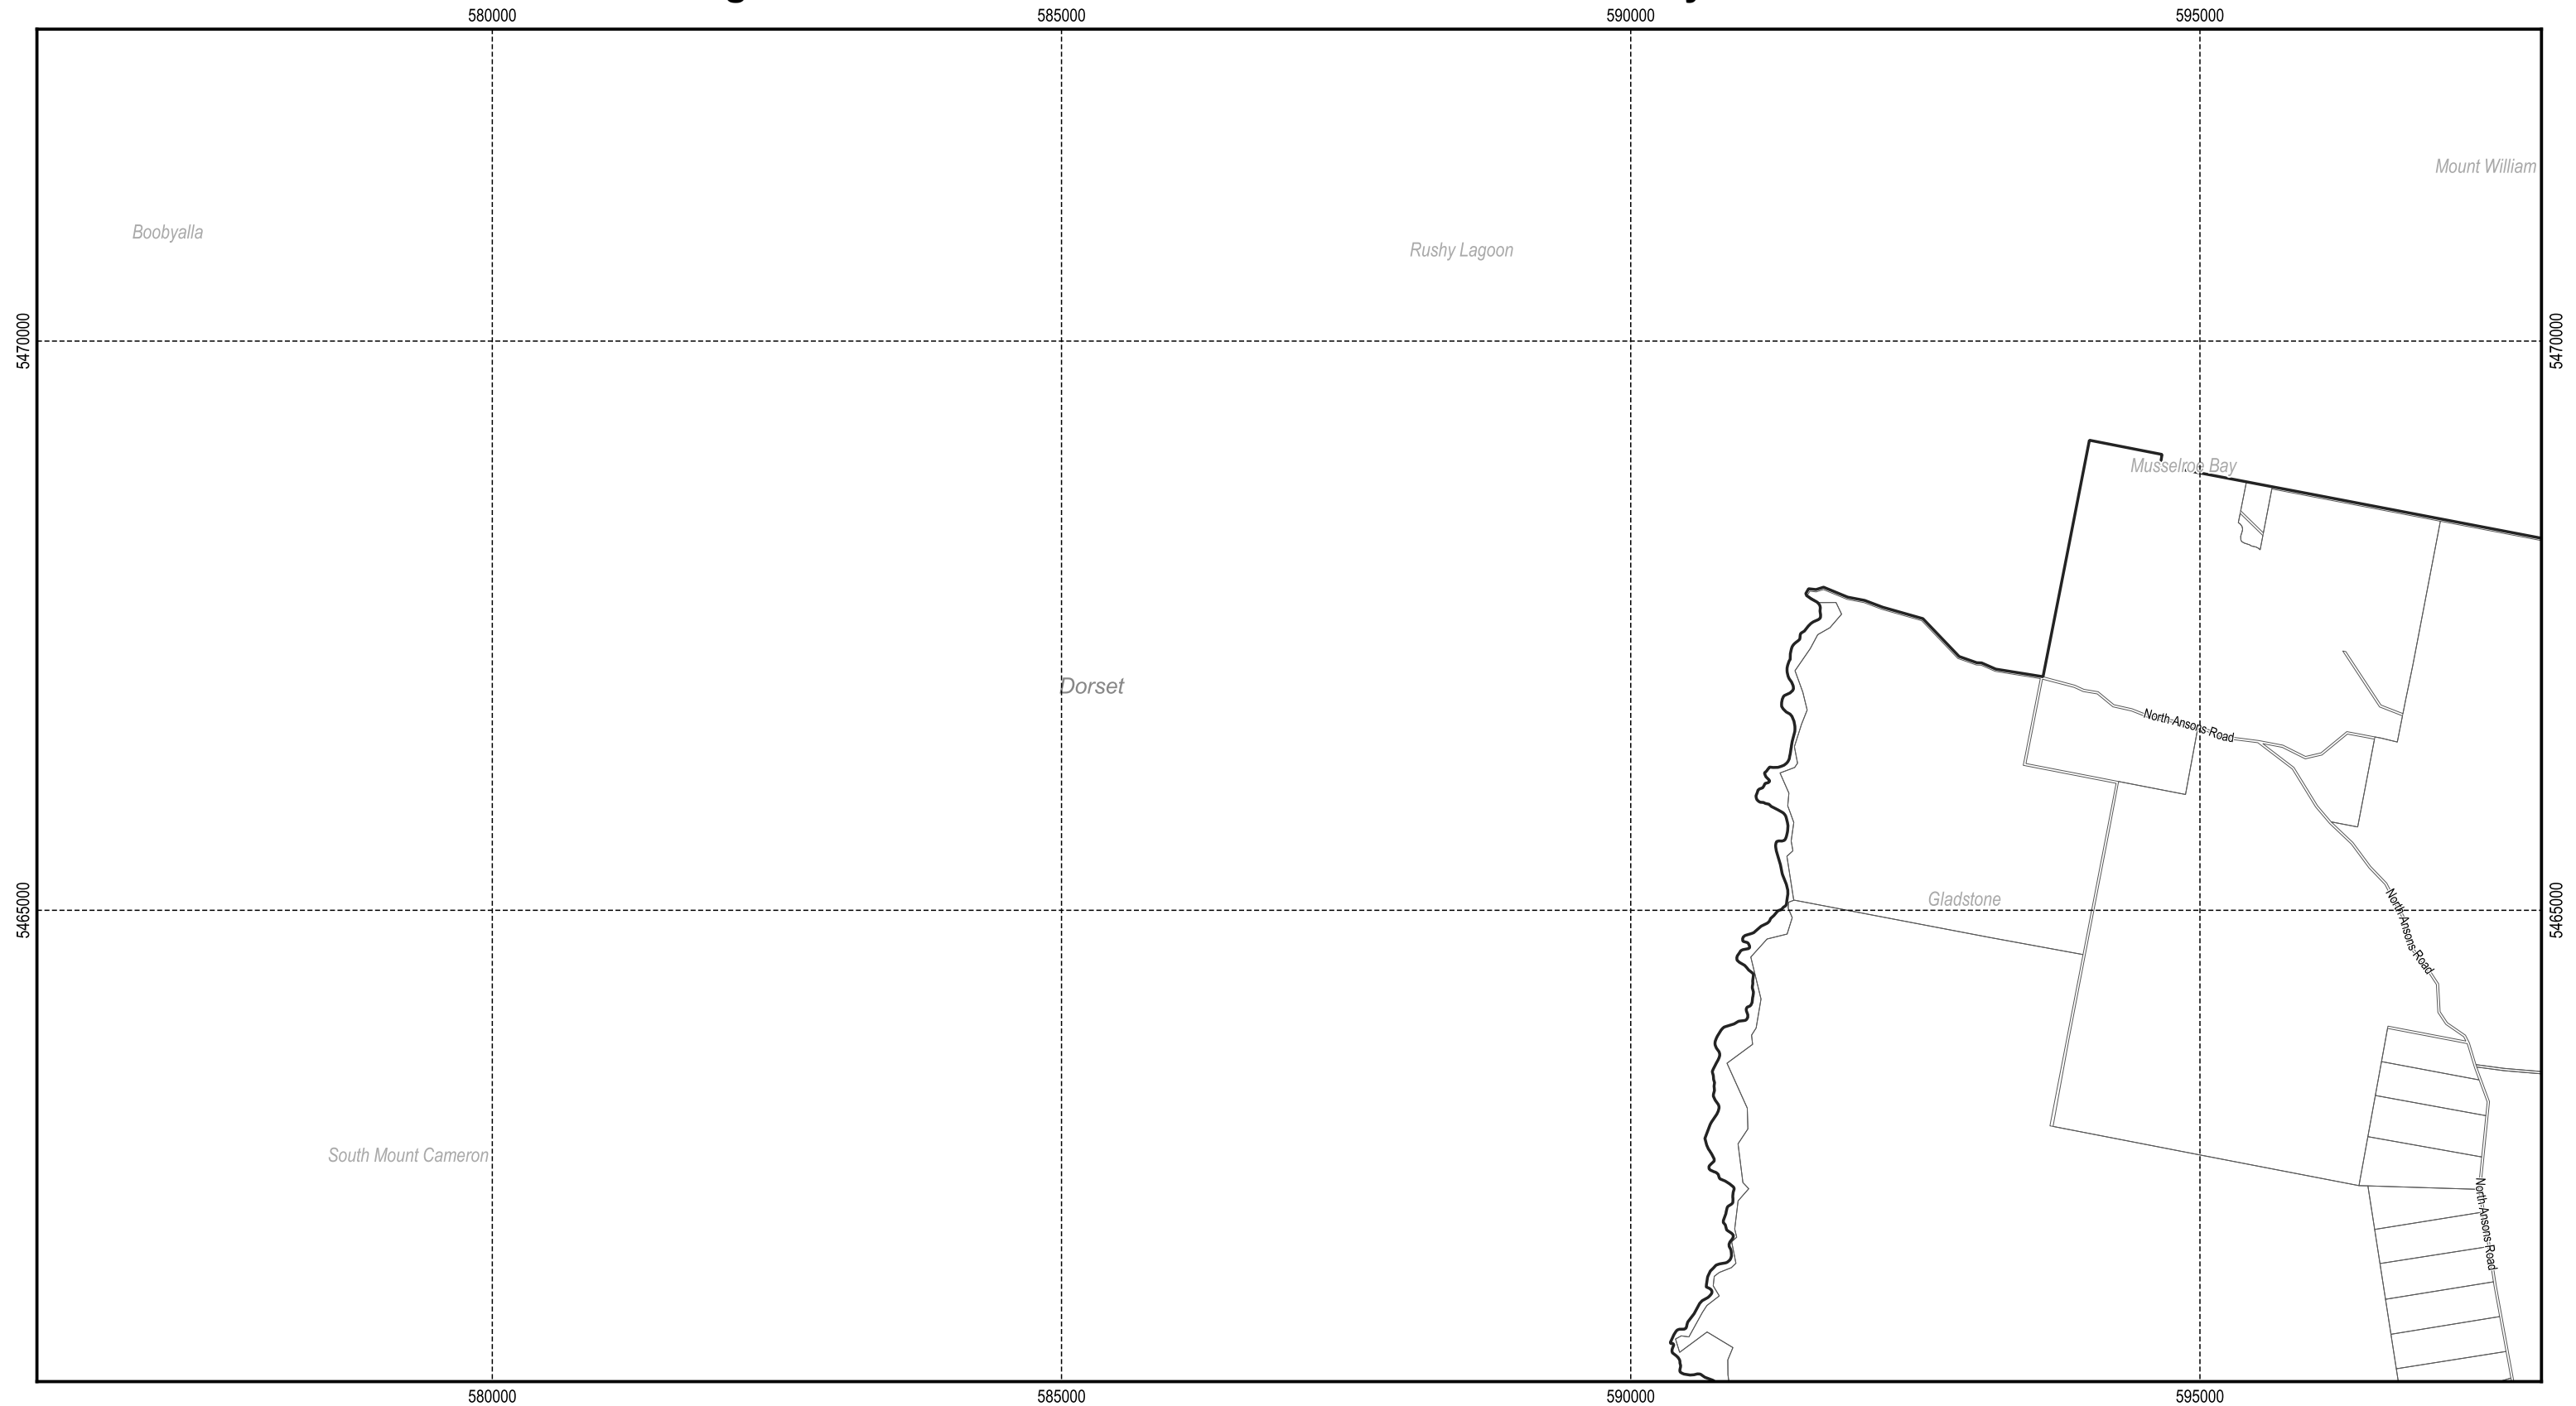 580000
585000
590000
595000
Mount William
Boobyalla
Rushy Lagoon
5470000
5470000
Musselroe Bay
Dorset
North Ansons Road
5465000
Gladstone
5465000
North Ansons Road
South Mount Cameron
North Ansons Road
580000
585000
590000
595000